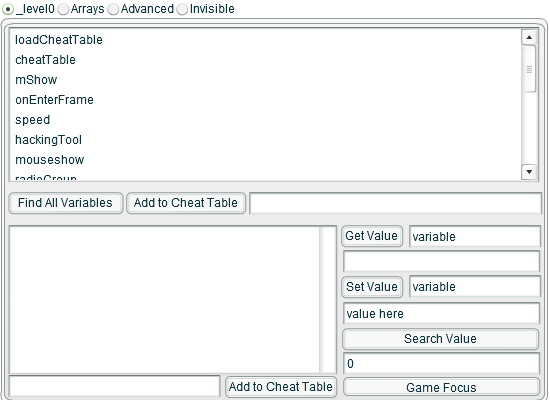 _level0 Arrays Advanced Invisible
loadCheatTable
cheatTable
mShow
onEnterFrame
speed
hackingTool
mouseshow
radioGroup
Find All Variables Add to Cheat Table
Get Value variable
Set Value variable
value here
Search Value
0
Add to Cheat Table Game Focus